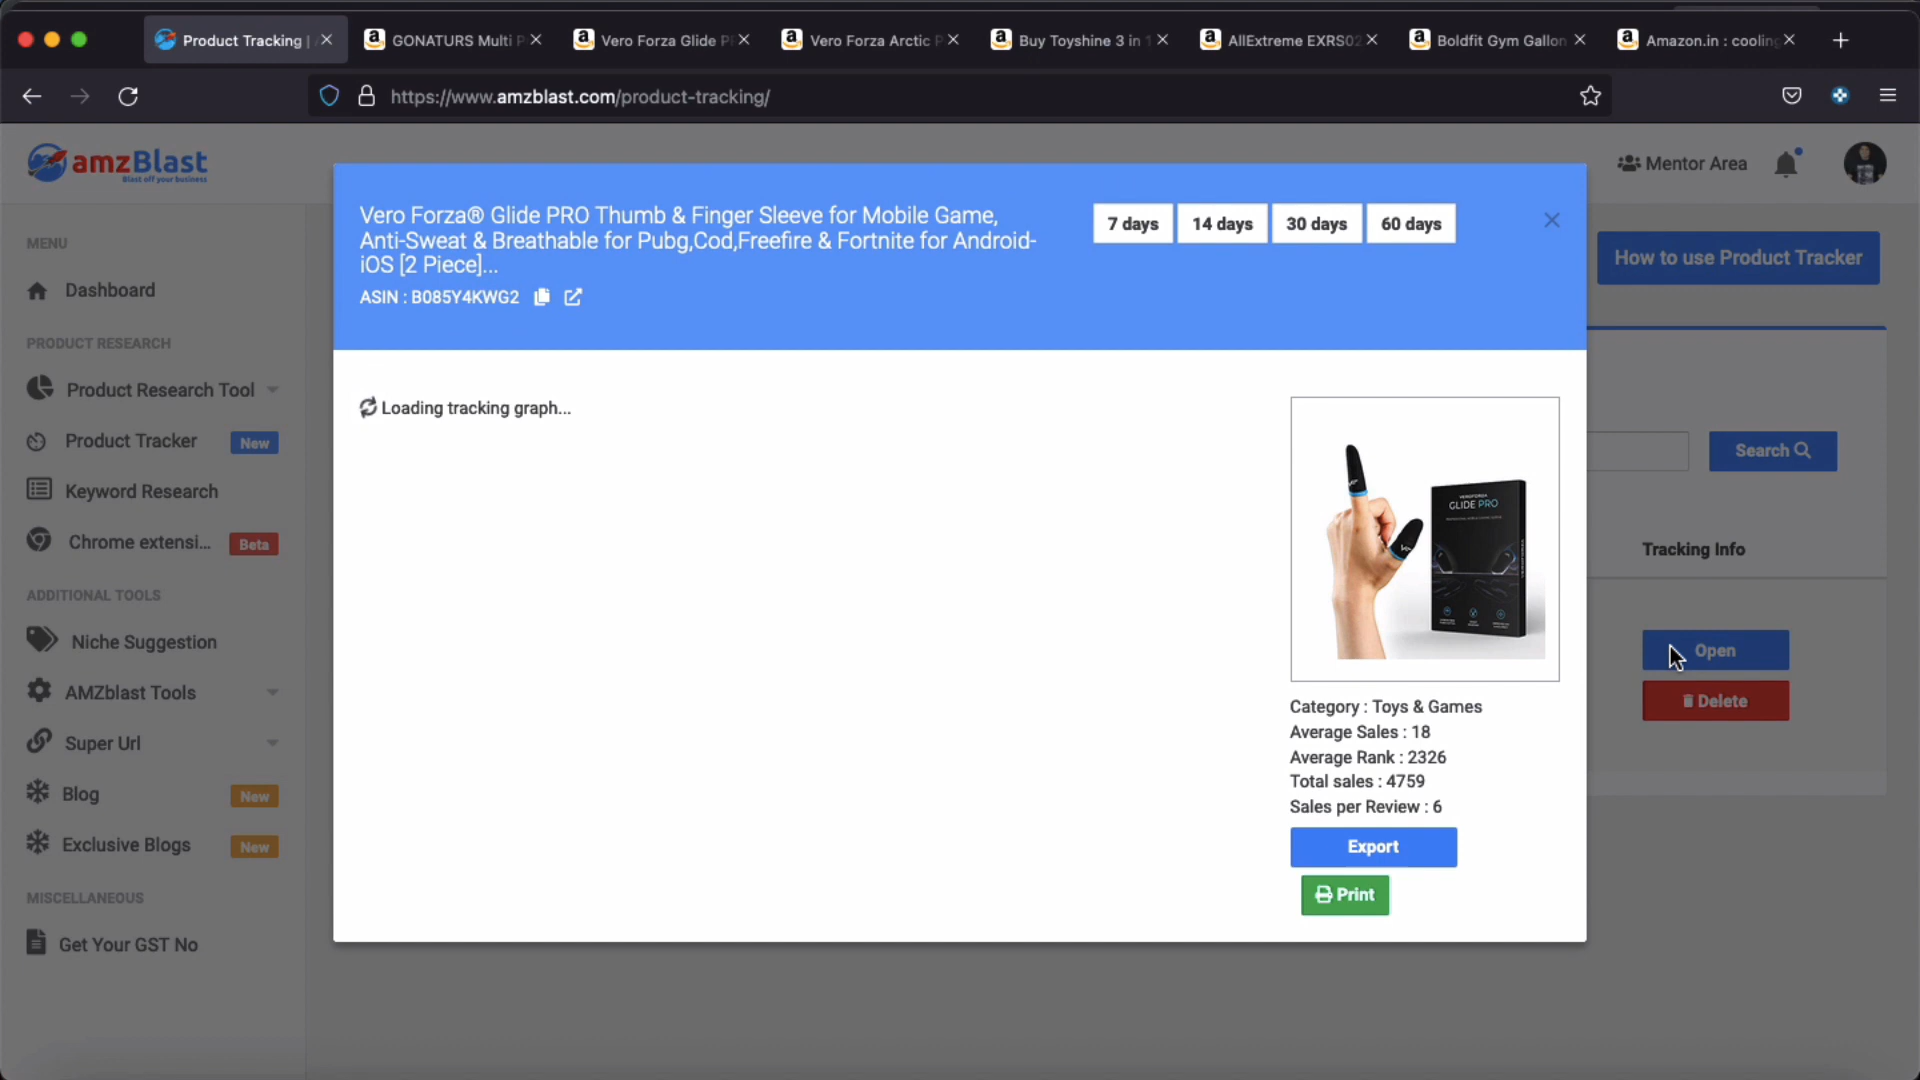 Product Tracking |
GONATURS Multi P
Vero Forza Glide P
Vero Forza Arctic P
Buy Toyshine 3 in 1
AllExtreme EXRS02
Boldfit Gym Gallon
Amazon.in : cooling
https://www.amzblast.com/product-tracking/
amzBlast
Blast off your business
Mentor Area
Vero Forza® Glide PRO Thumb & Finger Sleeve for Mobile Game,
Anti-Sweat & Breathable for Pubg,Cod,Freefire & Fortnite for Android-
iOS [2 Piece]...
ASIN : B085Y4KWG2
7 days
14 days
30 days
60 days
How to use Product Tracker
MENU
Dashboard
PRODUCT RESEARCH
Product Research Tool
Product Tracker New
Keyword Research
Chrome extensi... Beta
ADDITIONAL TOOLS
Niche Suggestion
AMZblast Tools
Super Url
Blog New
Exclusive Blogs New
MISCELLANEOUS
Get Your GST No
Loading tracking graph...
GLIDE PRO
Category : Toys & Games
Average Sales : 18
Average Rank : 2326
Total sales : 4759
Sales per Review : 6
Export
Print
Search
Tracking Info
Open
Delete